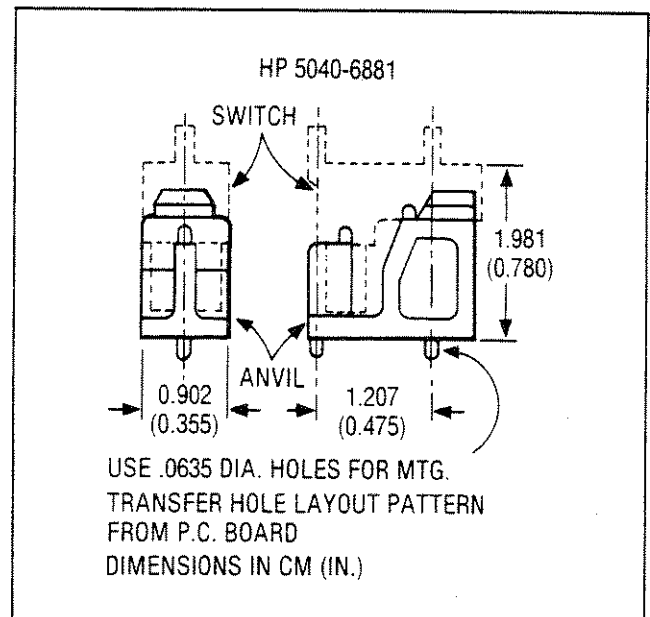 HP 5040-6881
SWITCH
1.981
(0.780)
ANVIL
0.902
(0.355)
1.207
(0.475)
USE .0635 DIA. HOLES FOR MTG.
TRANSFER HOLE LAYOUT PATTERN
FROM P.C. BOARD
DIMENSIONS IN CM (IN.)